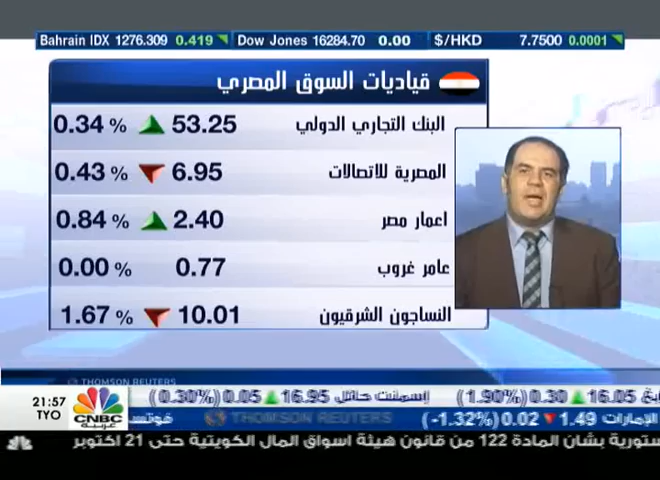 Bahrain IDX 1276.309 0.419 Dow Jones 16284.70 0.00 $/HKD 7.7500 0.0001
قياديات السوق المصري
البنك التجاري الدولي 53.25 0.34 %
المصرية للاتصالات 6.95 0.43 %
اعمار مصر 2.40 0.84 %
عامر غروب 0.77 0.00 %
النساجون الشرقيون 10.01 1.67 %
THOMSON REUTERS
16.05 0.30 (1.90%) إسمنت حائل 16.95 0.05 (0.30%)
21:57
TYO
CNBC
عربية
الإمارات 1.49 0.02 (-1.32%) THOMSON REUTERS
ستورية بشان المادة 122 من قانون هيئة اسواق المال الكويتية حتى 21 اكتوبر